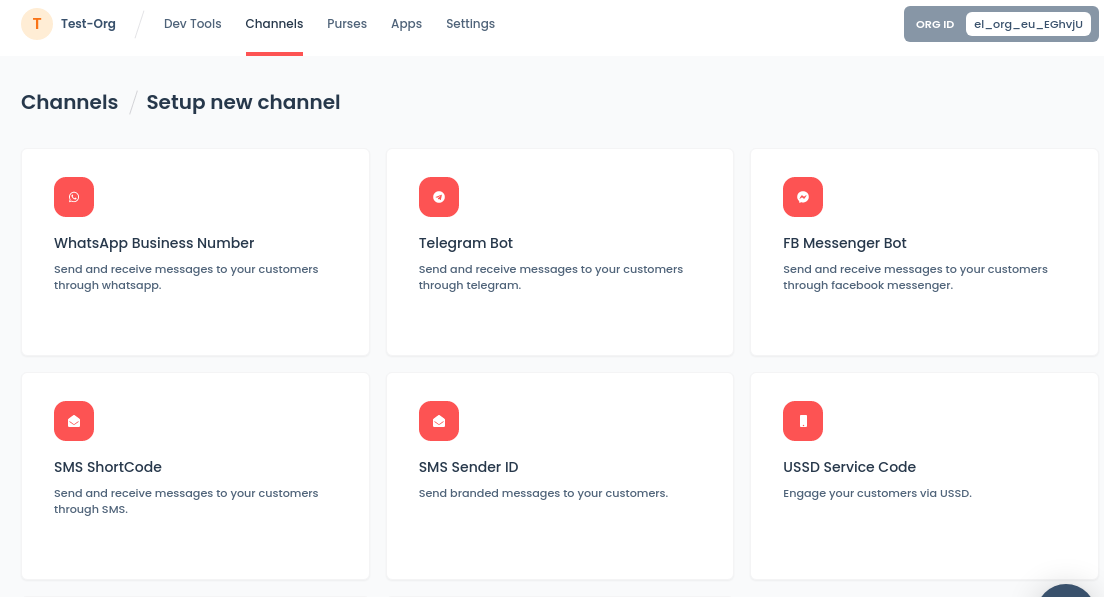 T Test-Org / Dev Tools Channels Purses Apps Settings ORG ID el_org_eu_EGhvjU
Channels / Setup new channel
WhatsApp Business Number
Send and receive messages to your customers
through whatsapp.
Telegram Bot
Send and receive messages to your customers
through telegram.
FB Messenger Bot
Send and receive messages to your customers
through facebook messenger.
SMS ShortCode
Send and receive messages to your customers
through SMS.
SMS Sender ID
Send branded messages to your customers.
USSD Service Code
Engage your customers via USSD.